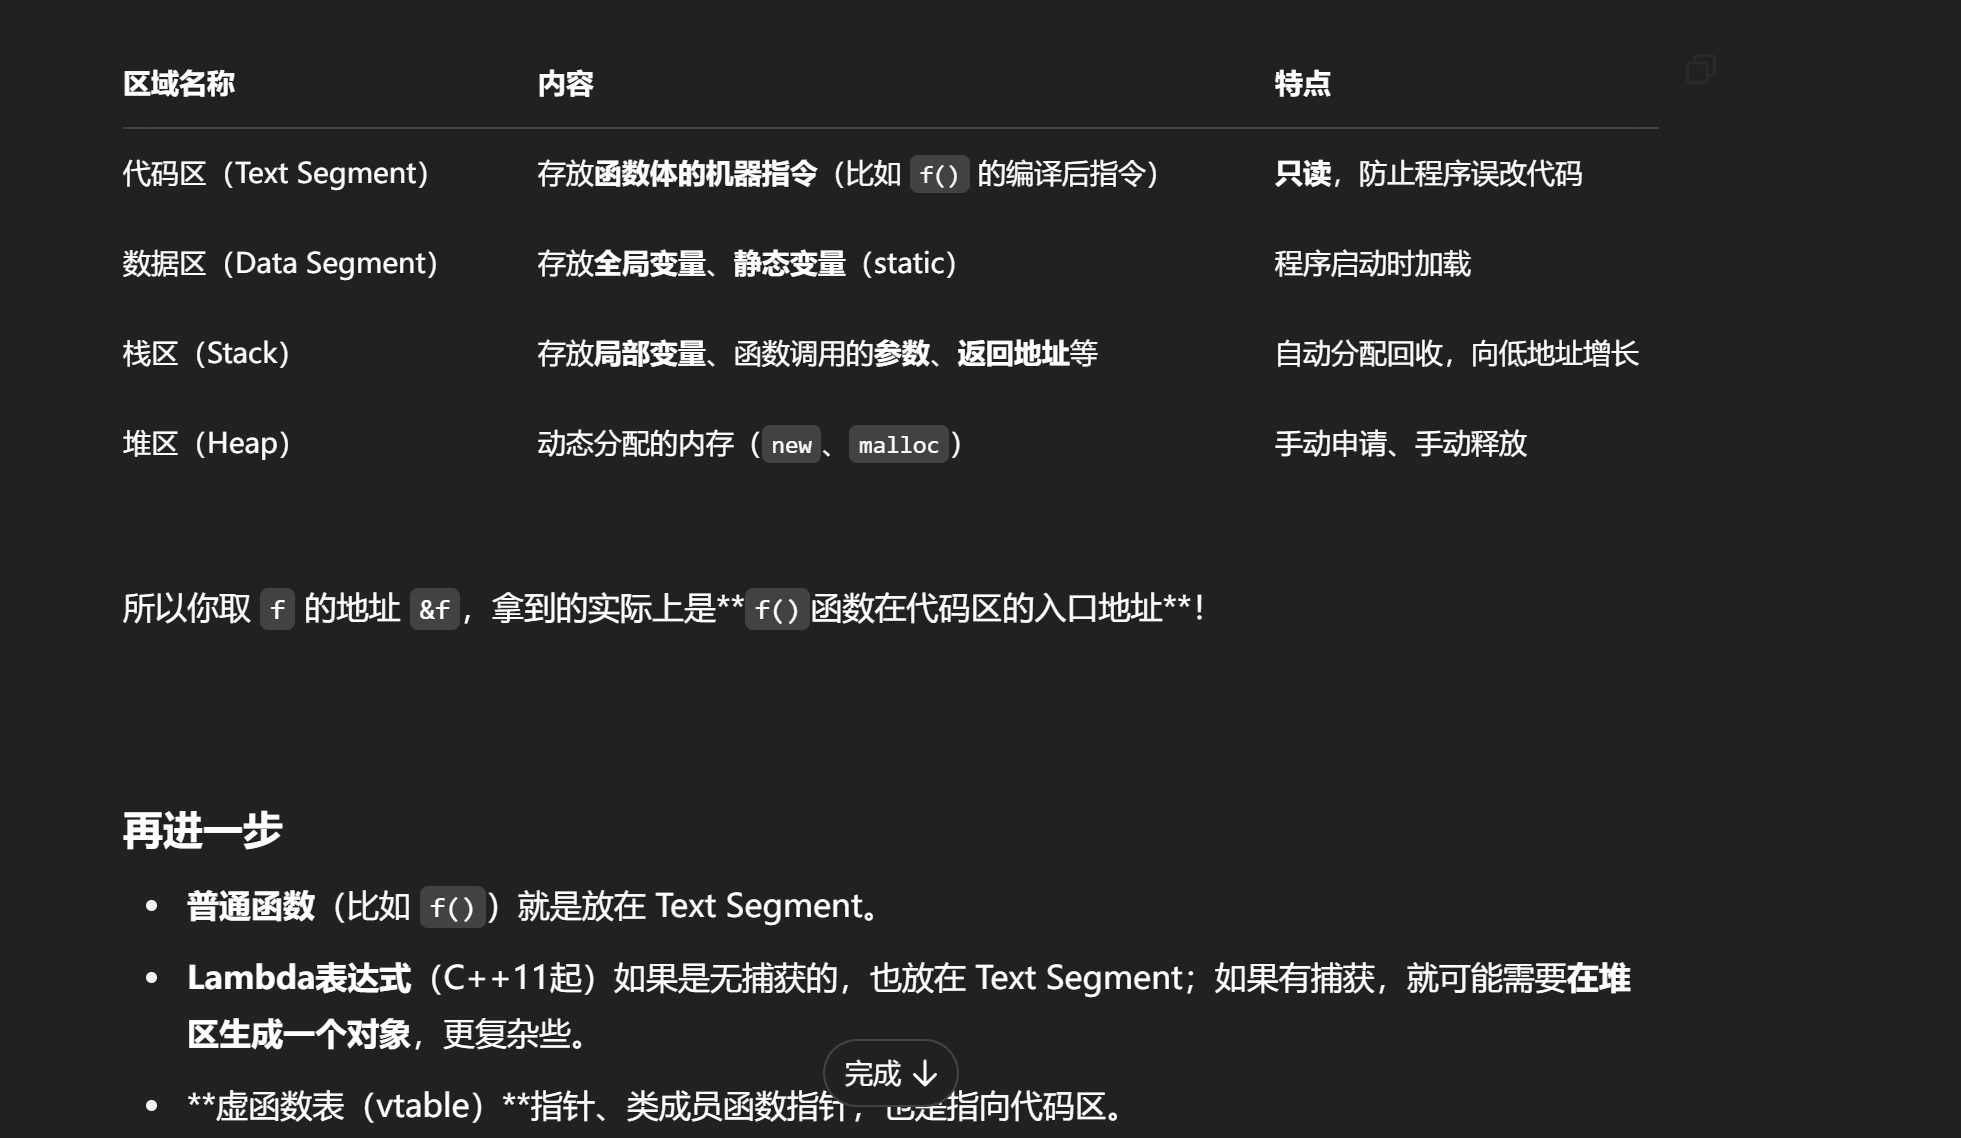 区域名称 内容 特点
代码区（Text Segment） 存放函数体的机器指令（比如 f() 的编译后指令） 只读，防止程序误改代码
数据区（Data Segment） 存放全局变量、静态变量（static） 程序启动时加载
栈区（Stack） 存放局部变量、函数调用的参数、返回地址等 自动分配回收，向低地址增长
堆区（Heap） 动态分配的内存（new、malloc） 手动申请、手动释放
所以你取 f 的地址 &f，拿到的实际上是**f()函数在代码区的入口地址**！
再进一步
• 普通函数（比如 f()）就是放在 Text Segment。
• Lambda表达式（C++11起）如果是无捕获的，也放在 Text Segment；如果有捕获，就可能需要在堆
区生成一个对象，更复杂些。
完成 ↓
• **虚函数表（vtable）**指针、类成员函数指针，也是指向代码区。